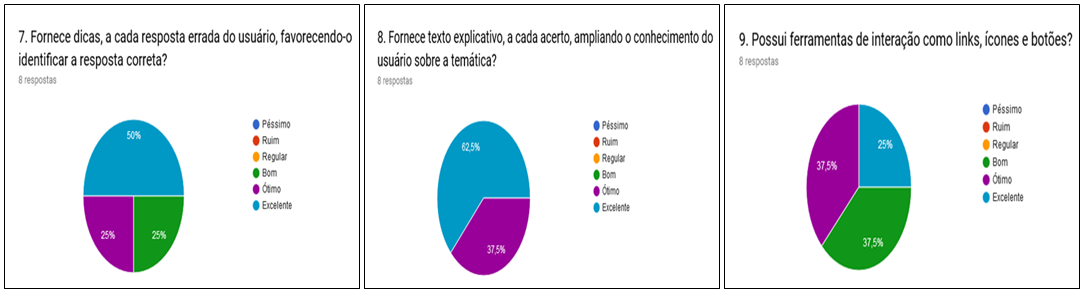 7. Fornece dicas, a cada resposta errada do usuário, favorecendo-o
identificar a resposta correta?
8 respostas
50%
25%
25%
Péssimo
Ruim
Regular
Bom
Ótimo
Excelente
8. Fornece texto explicativo, a cada acerto, ampliando o conhecimento do
usuário sobre a temática?
8 respostas
62,5%
37,5%
Péssimo
Ruim
Regular
Bom
Ótimo
Excelente
9. Possui ferramentas de interação como links, ícones e botões?
8 respostas
37,5%
25%
37,5%
Péssimo
Ruim
Regular
Bom
Ótimo
Excelente